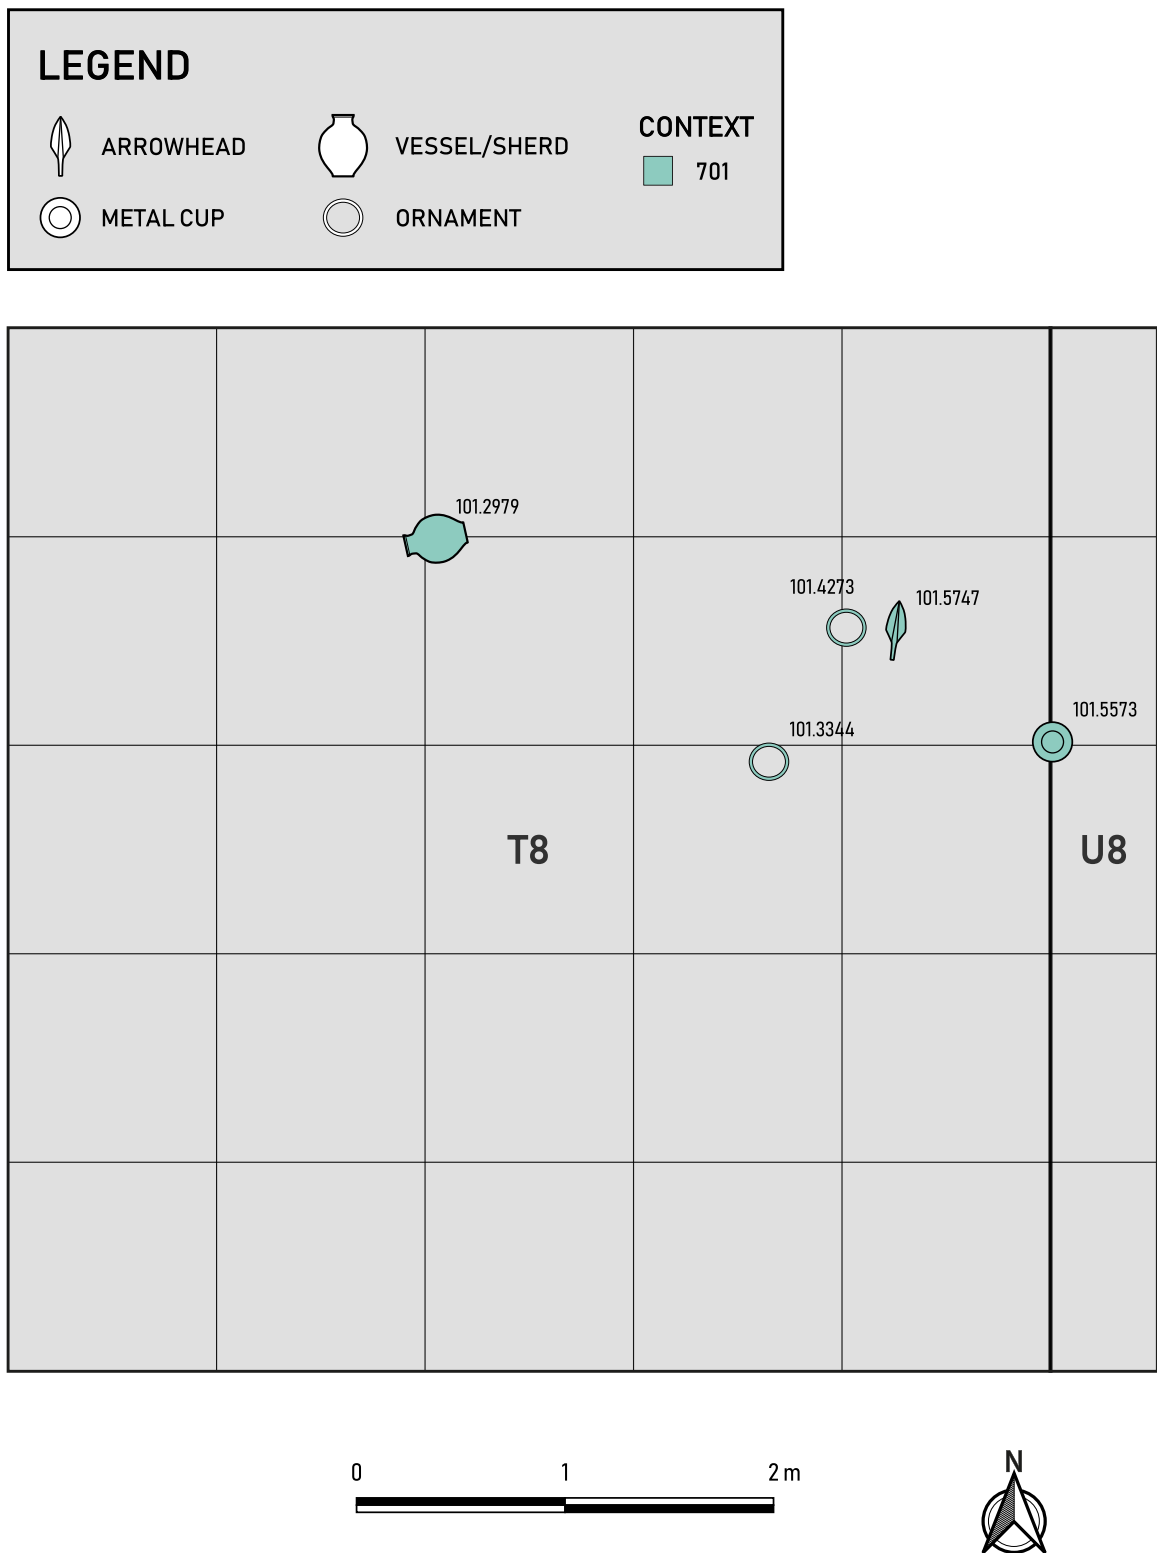 LEGEND
ARROWHEAD
VESSEL/SHERD
CONTEXT
701
METAL CUP
ORNAMENT
101.2979
101.4273
101.5747
101.3344
101.5573
T8
U8
0 1 2 m
N